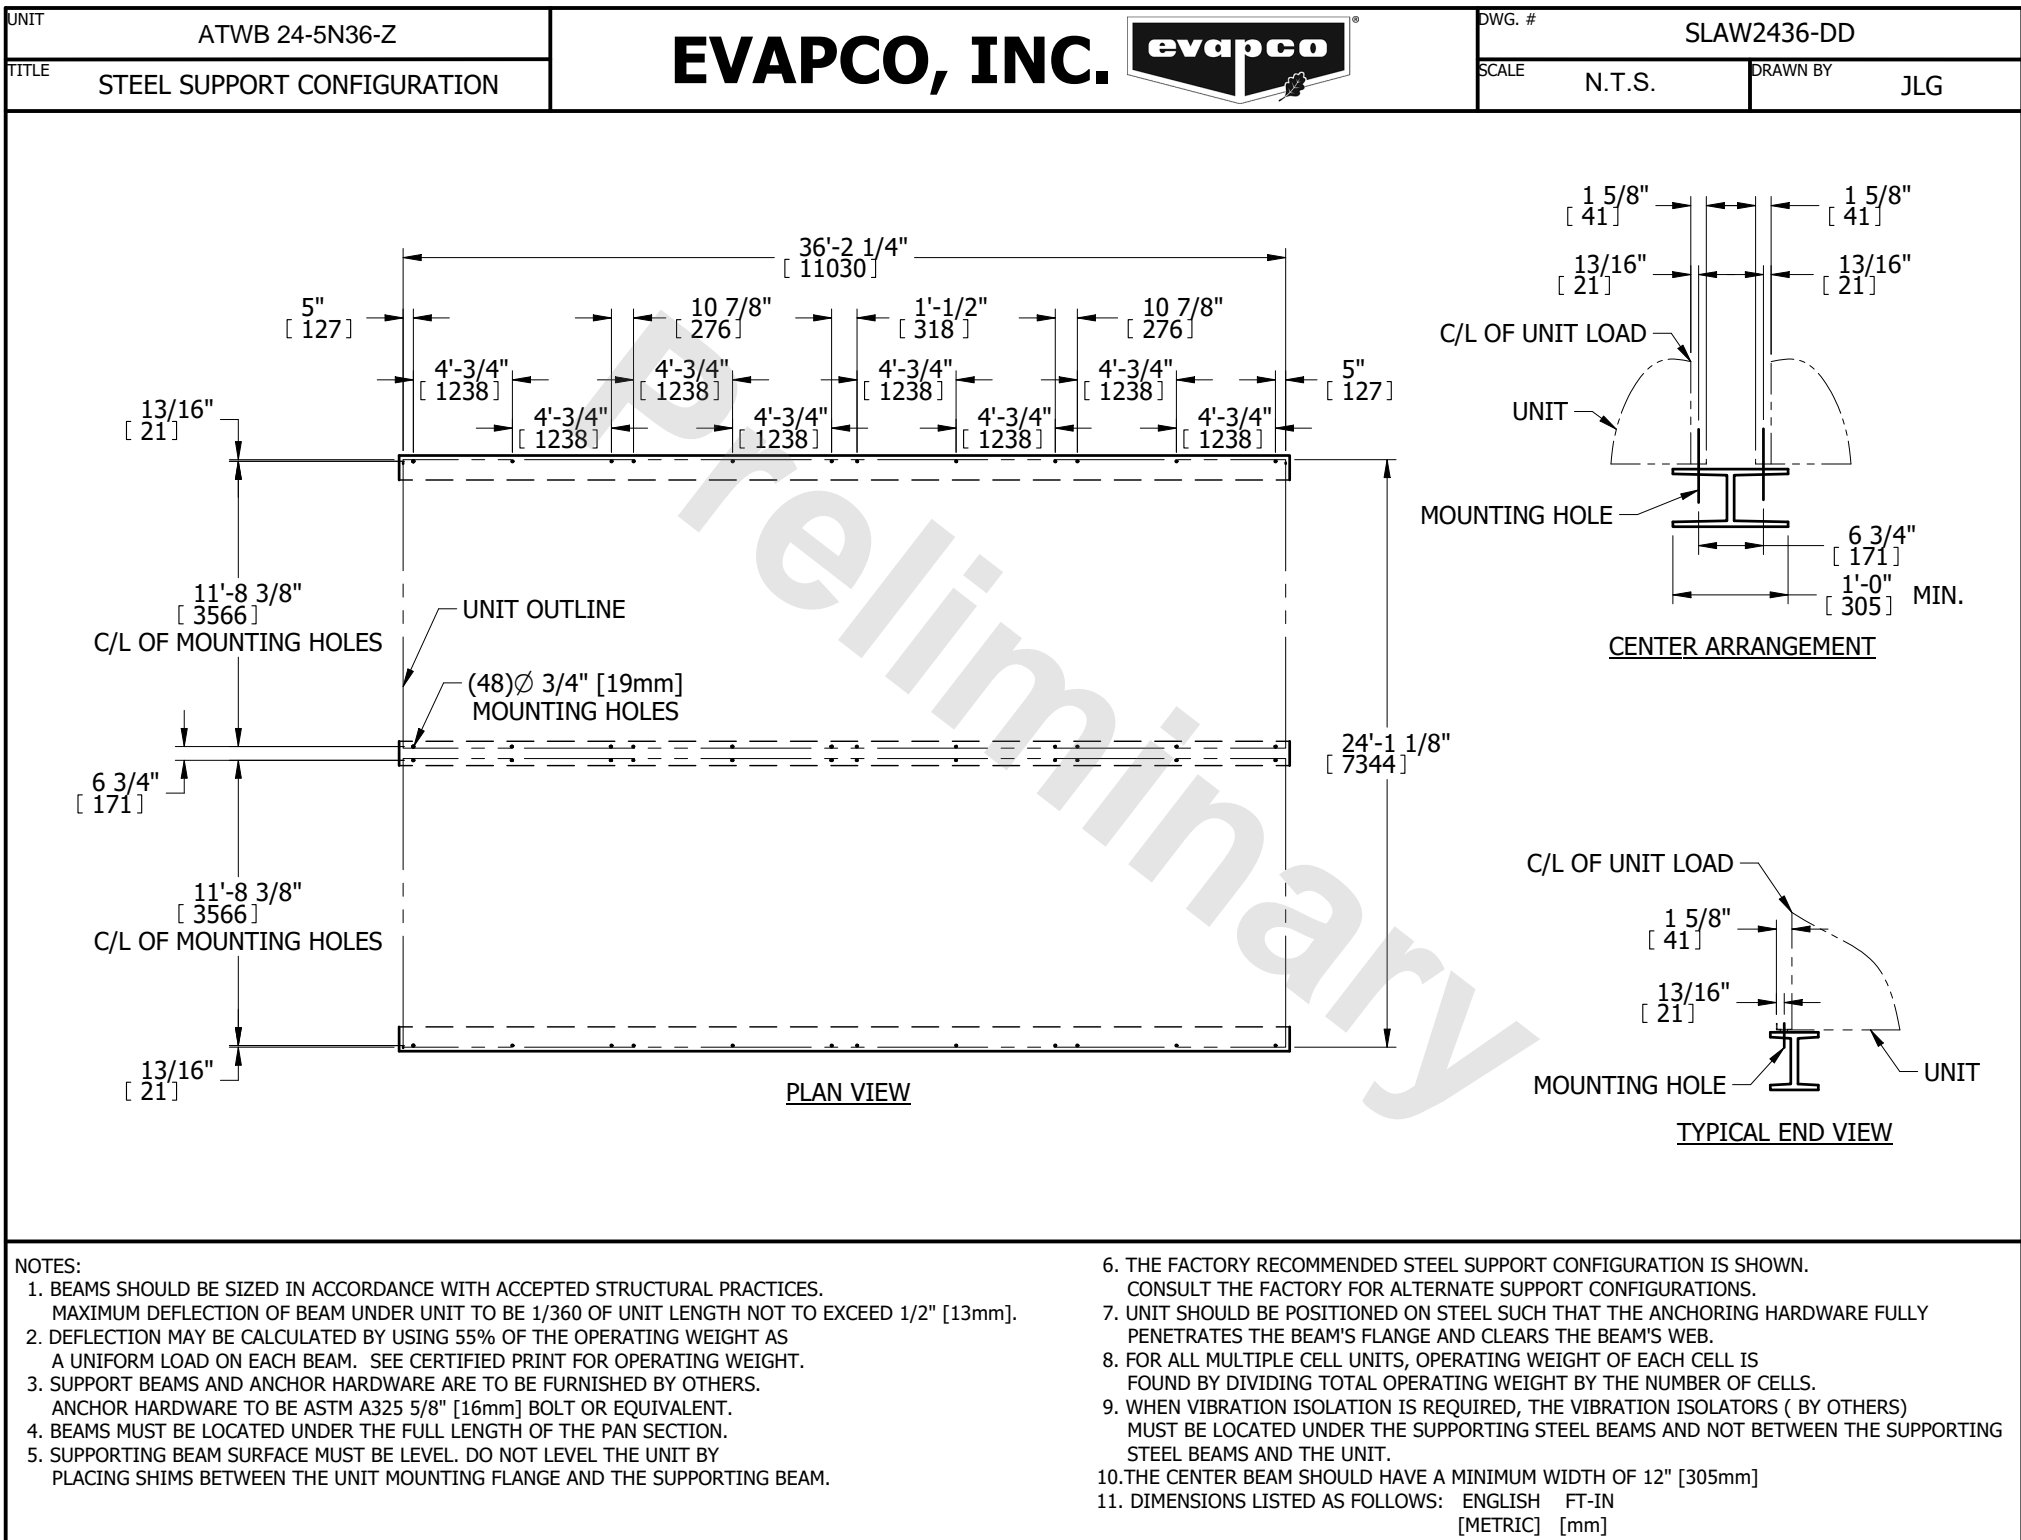 UNIT
ATWB 24-5N36-Z
TITLE
STEEL SUPPORT CONFIGURATION
EVAPCO, INC.
evapco
®
DWG. #
SLAW2436-DD
SCALE
N.T.S.
DRAWN BY
JLG
36'-2 1/4"
[ 11030 ]
5"
[ 127 ]
10 7/8"
[ 276 ]
1'-1/2"
[ 318 ]
10 7/8"
[ 276 ]
4'-3/4"
[ 1238 ]
4'-3/4"
[ 1238 ]
4'-3/4"
[ 1238 ]
4'-3/4"
[ 1238 ]
5"
[ 127 ]
4'-3/4"
[ 1238 ]
4'-3/4"
[ 1238 ]
4'-3/4"
[ 1238 ]
4'-3/4"
[ 1238 ]
13/16"
[ 21 ]
11'-8 3/8"
[ 3566 ]
C/L OF MOUNTING HOLES
UNIT OUTLINE
(48)Ø 3/4" [19mm]
MOUNTING HOLES
6 3/4"
[ 171 ]
24'-1 1/8"
[ 7344 ]
11'-8 3/8"
[ 3566 ]
C/L OF MOUNTING HOLES
13/16"
[ 21 ]
PLAN VIEW
Preliminary
1 5/8"
[ 41 ]
1 5/8"
[ 41 ]
13/16"
[ 21 ]
13/16"
[ 21 ]
C/L OF UNIT LOAD
UNIT
MOUNTING HOLE
6 3/4"
[ 171 ]
1'-0"
[ 305 ] MIN.
CENTER ARRANGEMENT
C/L OF UNIT LOAD
1 5/8"
[ 41 ]
13/16"
[ 21 ]
MOUNTING HOLE
UNIT
TYPICAL END VIEW
NOTES:
1. BEAMS SHOULD BE SIZED IN ACCORDANCE WITH ACCEPTED STRUCTURAL PRACTICES.
MAXIMUM DEFLECTION OF BEAM UNDER UNIT TO BE 1/360 OF UNIT LENGTH NOT TO EXCEED 1/2" [13mm].
2. DEFLECTION MAY BE CALCULATED BY USING 55% OF THE OPERATING WEIGHT AS
A UNIFORM LOAD ON EACH BEAM. SEE CERTIFIED PRINT FOR OPERATING WEIGHT.
3. SUPPORT BEAMS AND ANCHOR HARDWARE ARE TO BE FURNISHED BY OTHERS.
ANCHOR HARDWARE TO BE ASTM A325 5/8" [16mm] BOLT OR EQUIVALENT.
4. BEAMS MUST BE LOCATED UNDER THE FULL LENGTH OF THE PAN SECTION.
5. SUPPORTING BEAM SURFACE MUST BE LEVEL. DO NOT LEVEL THE UNIT BY
PLACING SHIMS BETWEEN THE UNIT MOUNTING FLANGE AND THE SUPPORTING BEAM.
6. THE FACTORY RECOMMENDED STEEL SUPPORT CONFIGURATION IS SHOWN.
CONSULT THE FACTORY FOR ALTERNATE SUPPORT CONFIGURATIONS.
7. UNIT SHOULD BE POSITIONED ON STEEL SUCH THAT THE ANCHORING HARDWARE FULLY
PENETRATES THE BEAM'S FLANGE AND CLEARS THE BEAM'S WEB.
8. FOR ALL MULTIPLE CELL UNITS, OPERATING WEIGHT OF EACH CELL IS
FOUND BY DIVIDING TOTAL OPERATING WEIGHT BY THE NUMBER OF CELLS.
9. WHEN VIBRATION ISOLATION IS REQUIRED, THE VIBRATION ISOLATORS ( BY OTHERS)
MUST BE LOCATED UNDER THE SUPPORTING STEEL BEAMS AND NOT BETWEEN THE SUPPORTING
STEEL BEAMS AND THE UNIT.
10.THE CENTER BEAM SHOULD HAVE A MINIMUM WIDTH OF 12" [305mm]
11. DIMENSIONS LISTED AS FOLLOWS: ENGLISH FT-IN
[METRIC] [mm]